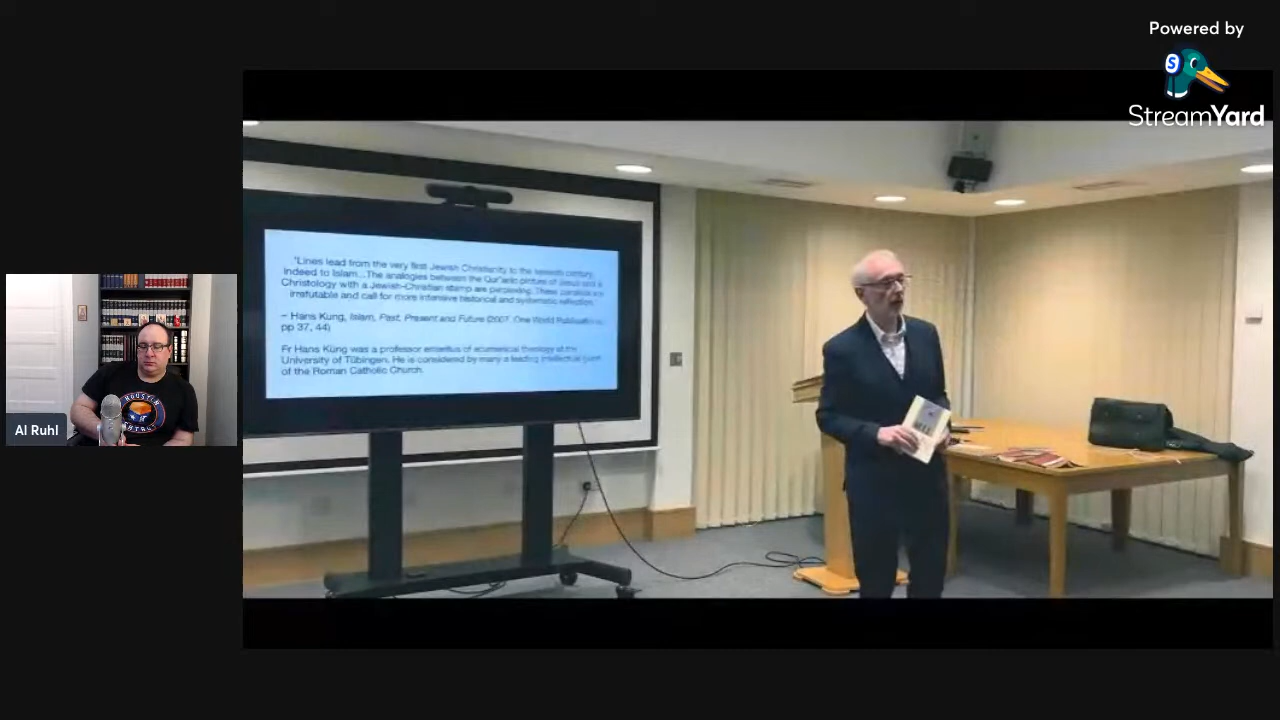 Powered by
StreamYard
"Lines lead from the very first Jewish Christianity to the seventh century,
indeed to Islam...The analogies between the Qur'anic picture of Jesus and a
Christology with a Jewish-Christian stamp are perplexing. These parallels are
irrefutable and call for more intensive historical and systematic reflection."
– Hans Kung, Islam, Past, Present and Future (2007. One World Publications,
pp 37, 44)
Fr Hans Küng was a professor emeritus of ecumenical theology at the
University of Tübingen. He is considered by many a leading intellectual
of the Roman Catholic Church.
Al Ruhl
HOUSTON